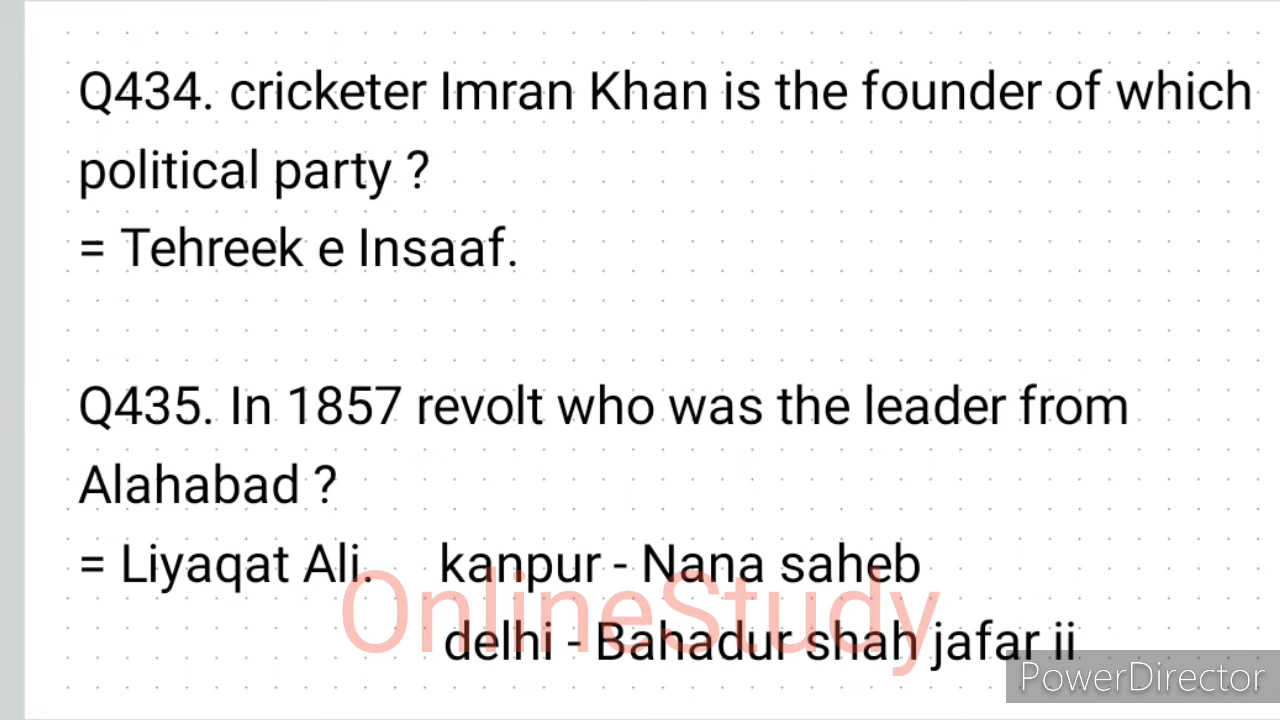 Q434. cricketer Imran Khan is the founder of which
political party ?
= Tehreek e Insaaf.
Q435. In 1857 revolt who was the leader from
Alahabad ?
= Liyaqat Ali. kanpur - Nana saheb
OnlineStudy
delhi - Bahadur shah jafar ii
PowerDirector